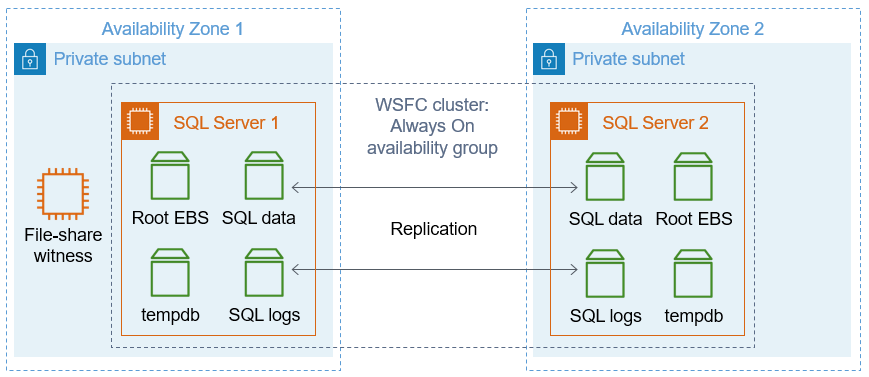 Availability Zone 1
Private subnet
SQL Server 1
Root EBS
SQL data
tempdb
SQL logs
File-share
witness
WSFC cluster:
Always On
availability group
Replication
Availability Zone 2
Private subnet
SQL Server 2
SQL data
Root EBS
SQL logs
tempdb